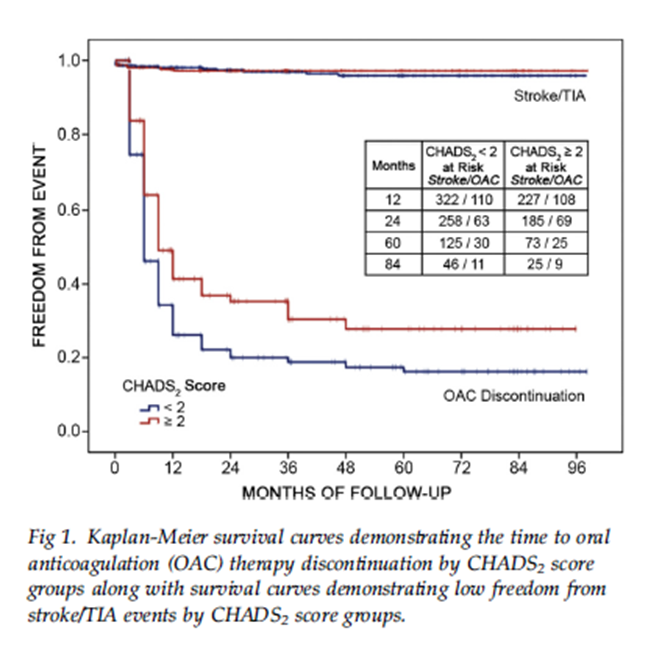 1.0
0.8
0.6
0.4
0.2
0.0
FREEDOM FROM EVENT
Stroke/TIA
Months CHADS2 < 2 at Risk Stroke/OAC CHADS2 ≥ 2 at Risk Stroke/OAC
12 322 / 110 227 / 108
24 258 / 63 185 / 69
60 125 / 30 73 / 25
84 46 / 11 25 / 9
CHADS2 Score
< 2
≥ 2
OAC Discontinuation
0 12 24 36 48 60 72 84 96
MONTHS OF FOLLOW-UP
Fig 1. Kaplan-Meier survival curves demonstrating the time to oral
anticoagulation (OAC) therapy discontinuation by CHADS2 score
groups along with survival curves demonstrating low freedom from
stroke/TIA events by CHADS2 score groups.